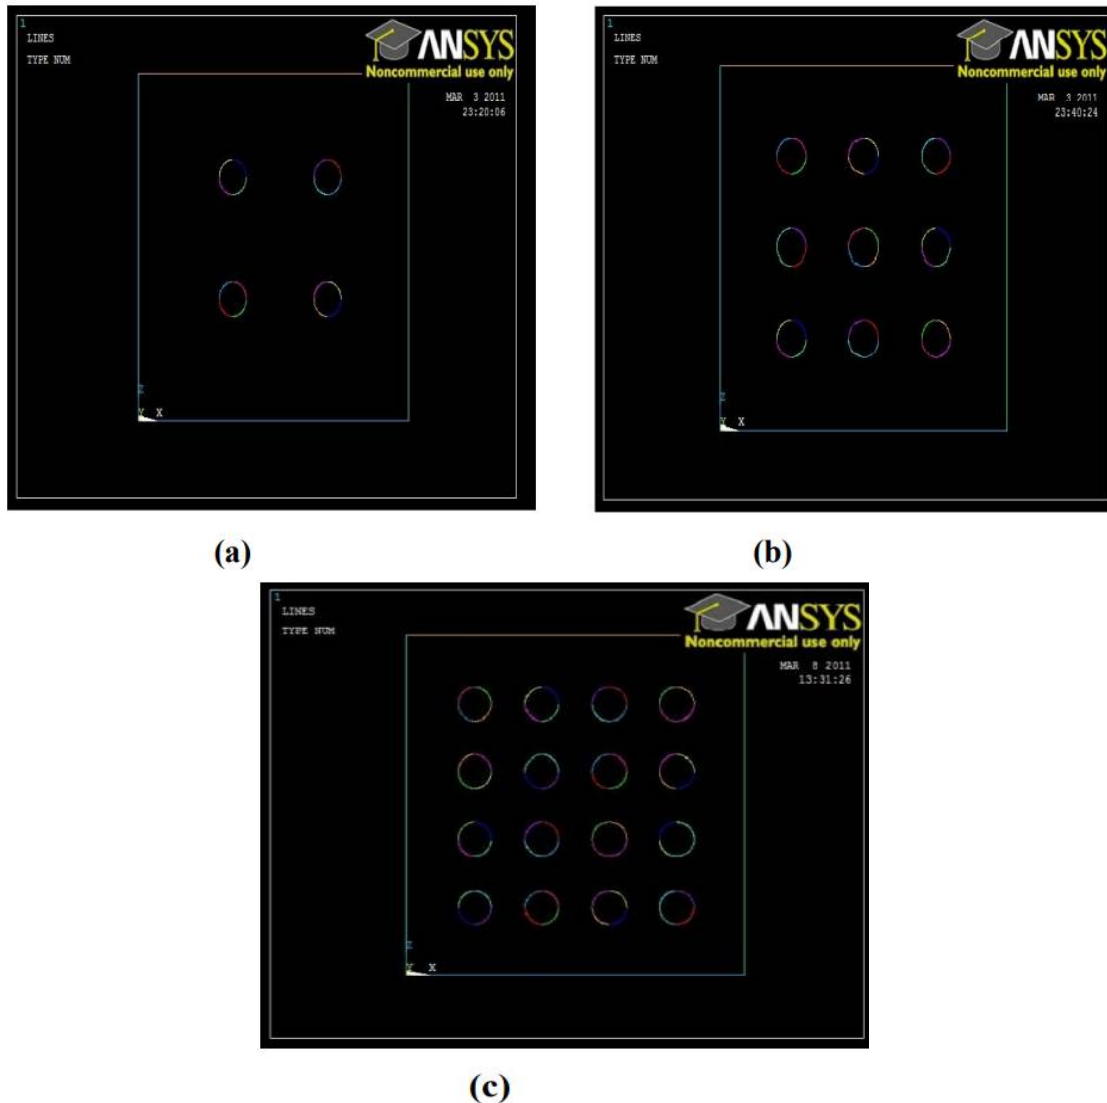 1
LINES
TYPE NUM
ANSYS
Noncommercial use only
MAR 3 2011
23:20:06
Z
Y X
(a)
1
LINES
TYPE NUM
ANSYS
Noncommercial use only
MAR 3 2011
23:40:24
Z
Y X
(b)
1
LINES
TYPE NUM
ANSYS
Noncommercial use only
MAR 8 2011
13:31:26
Z
Y X
(c)